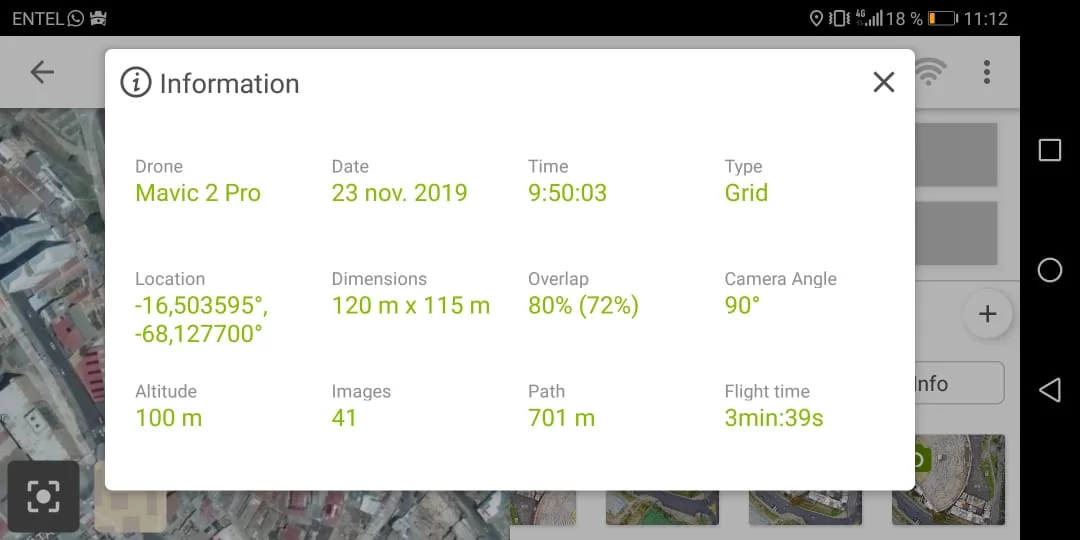 ENTEL 4G 18 % 11:12
Information
Drone Date Time Type
Mavic 2 Pro 23 nov. 2019 9:50:03 Grid
Location Dimensions Overlap Camera Angle
-16,503595°, 120 m x 115 m 80% (72%) 90°
-68,127700°
Altitude Images Path Flight time
100 m 41 701 m 3min:39s
nfo